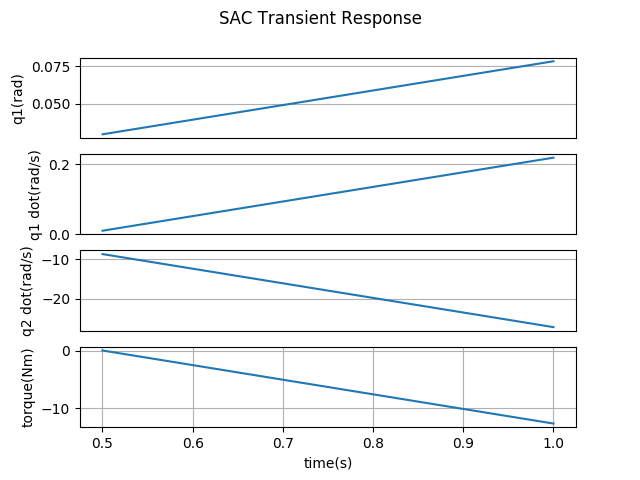 SAC Transient Response
0.075
0.050
q1(rad)
0.2
0.0
q1 dot(rad/s)
−10
−20
q2 dot(rad/s)
0
−10
torque(Nm)
0.5 0.6 0.7 0.8 0.9 1.0
time(s)